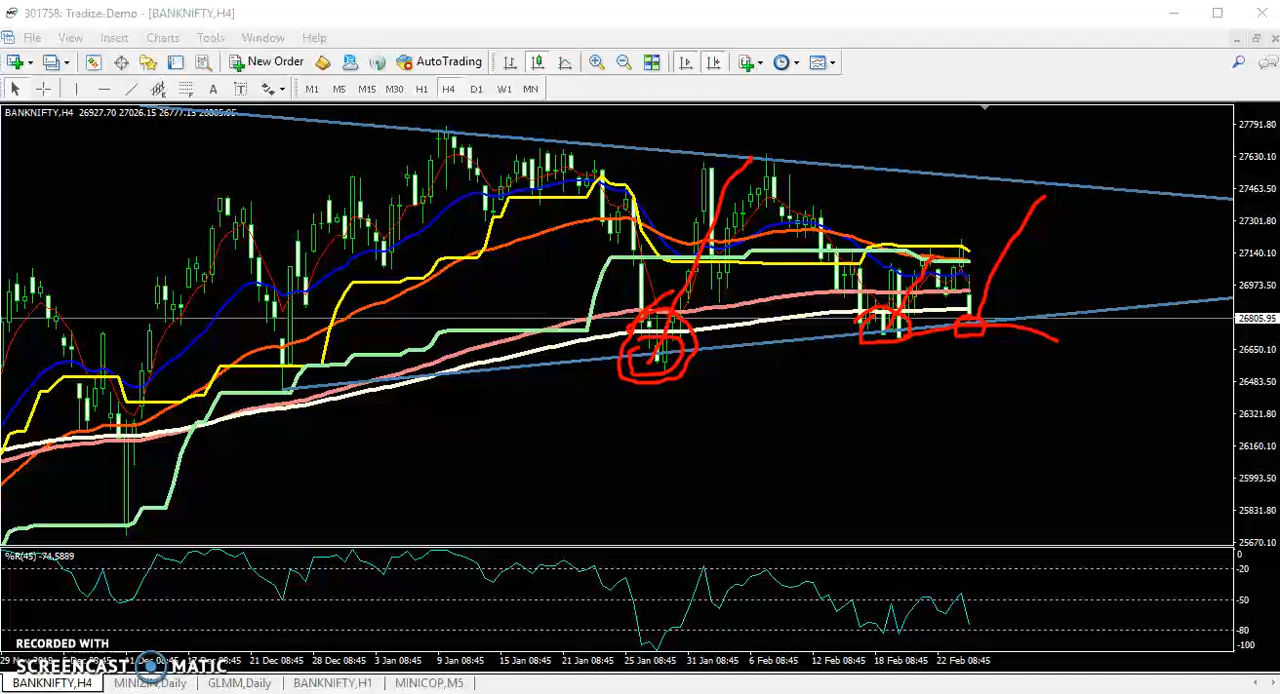 301758: Tradize-Demo - [BANKNIFTY,H4]
File View Insert Charts Tools Window Help
New Order AutoTrading
M1 M5 M15 M30 H1 H4 D1 W1 MN
BANKNIFTY,H4 26927.70 27026.15 26777.15 26805.95
27791.80
27630.10
27463.50
27301.80
27140.10
26973.50
26805.95
26650.10
26483.50
26321.80
26160.10
25993.50
25831.80
25670.10
%R(45) -74.5889
0
-20
-50
-80
-100
RECORDED WITH
SCREENCAST MATIC
21 Dec 08:45 28 Dec 08:45 3 Jan 08:45 9 Jan 08:45 15 Jan 08:45 21 Jan 08:45 25 Jan 08:45 31 Jan 08:45 6 Feb 08:45 12 Feb 08:45 18 Feb 08:45 22 Feb 08:45
BANKNIFTY,H4 MINIZIN,Daily GLMM,Daily BANKNIFTY,H1 MINICOP,M5